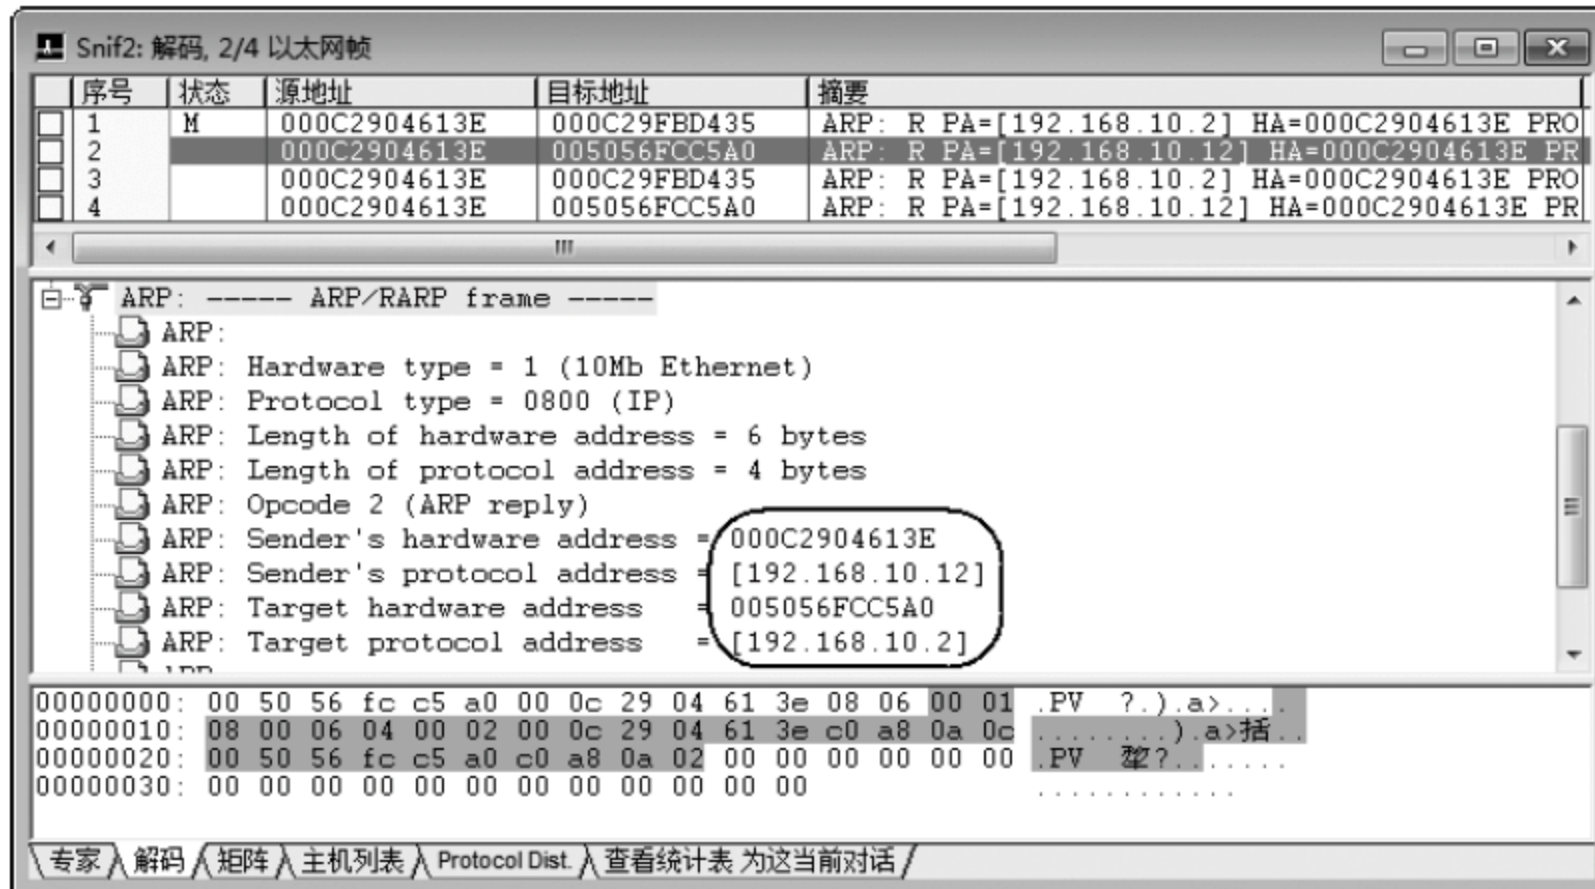 Snif2: 解码, 2/4 以太网帧
序号 状态 源地址 目标地址 摘要
1 M 000C2904613E 000C29FBD435 ARP: R PA=[192.168.10.2] HA=000C2904613E PRO
2 000C2904613E 005056FCC5A0 ARP: R PA=[192.168.10.12] HA=000C2904613E PR
3 000C2904613E 000C29FBD435 ARP: R PA=[192.168.10.2] HA=000C2904613E PRO
4 000C2904613E 005056FCC5A0 ARP: R PA=[192.168.10.12] HA=000C2904613E PR
ARP: ----- ARP/RARP frame -----
ARP:
ARP: Hardware type = 1 (10Mb Ethernet)
ARP: Protocol type = 0800 (IP)
ARP: Length of hardware address = 6 bytes
ARP: Length of protocol address = 4 bytes
ARP: Opcode 2 (ARP reply)
ARP: Sender's hardware address = 000C2904613E
ARP: Sender's protocol address = [192.168.10.12]
ARP: Target hardware address = 005056FCC5A0
ARP: Target protocol address = [192.168.10.2]
00000000: 00 50 56 fc c5 a0 00 0c 29 04 61 3e 08 06 00 01 .PV ?.).a>....
00000010: 08 00 06 04 00 02 00 0c 29 04 61 3e c0 a8 0a 0c ........).a>括..
00000020: 00 50 56 fc c5 a0 c0 a8 0a 02 00 00 00 00 00 00 .PV ?........
00000030: 00 00 00 00 00 00 00 00 00 00 00 00 ............
专家 解码 矩阵 主机列表 Protocol Dist. 查看统计表 为这当前对话